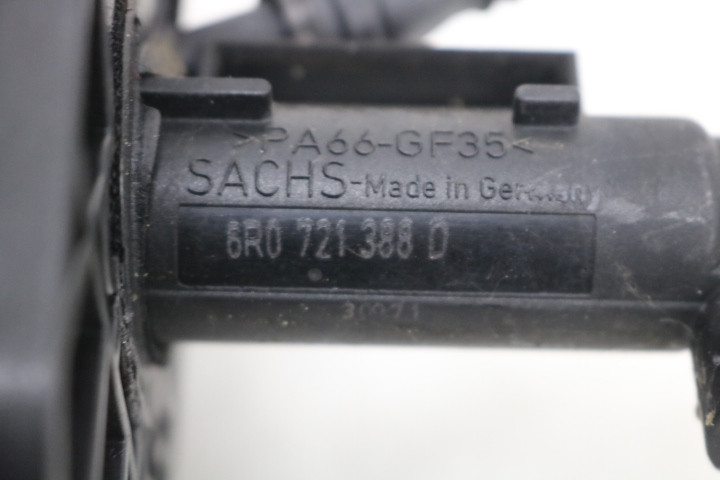 >PA66-GF35<
SACHS-Made in Germany
6R0 721 388 D